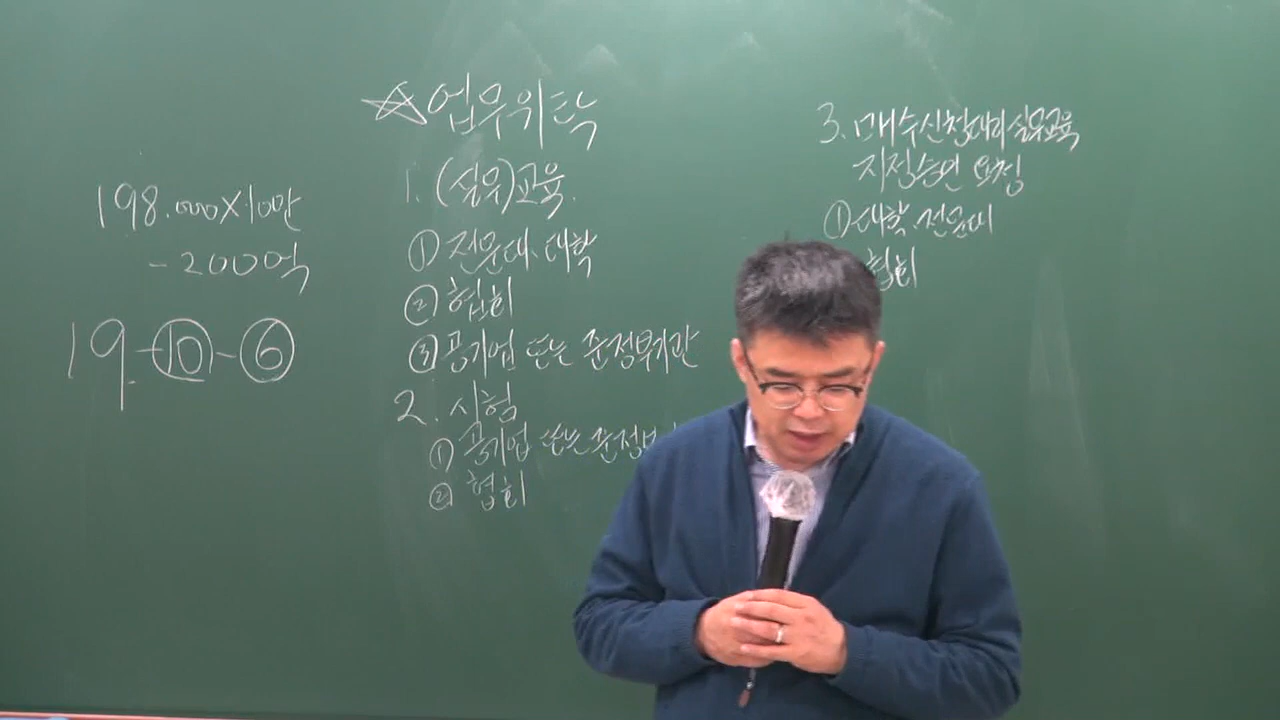 198.000×10만
-200억
19.-⑩-⑥
☆업무위탁
1. (실무)교육.
① 전문대.대학
② 협회
③ 공기업 또는 준정부기관
2. 시험
① 공기업 또는 준정부
② 협회
3. 매수신청대리 실무교육
지정승인 요청
① 대학.전문대
협회